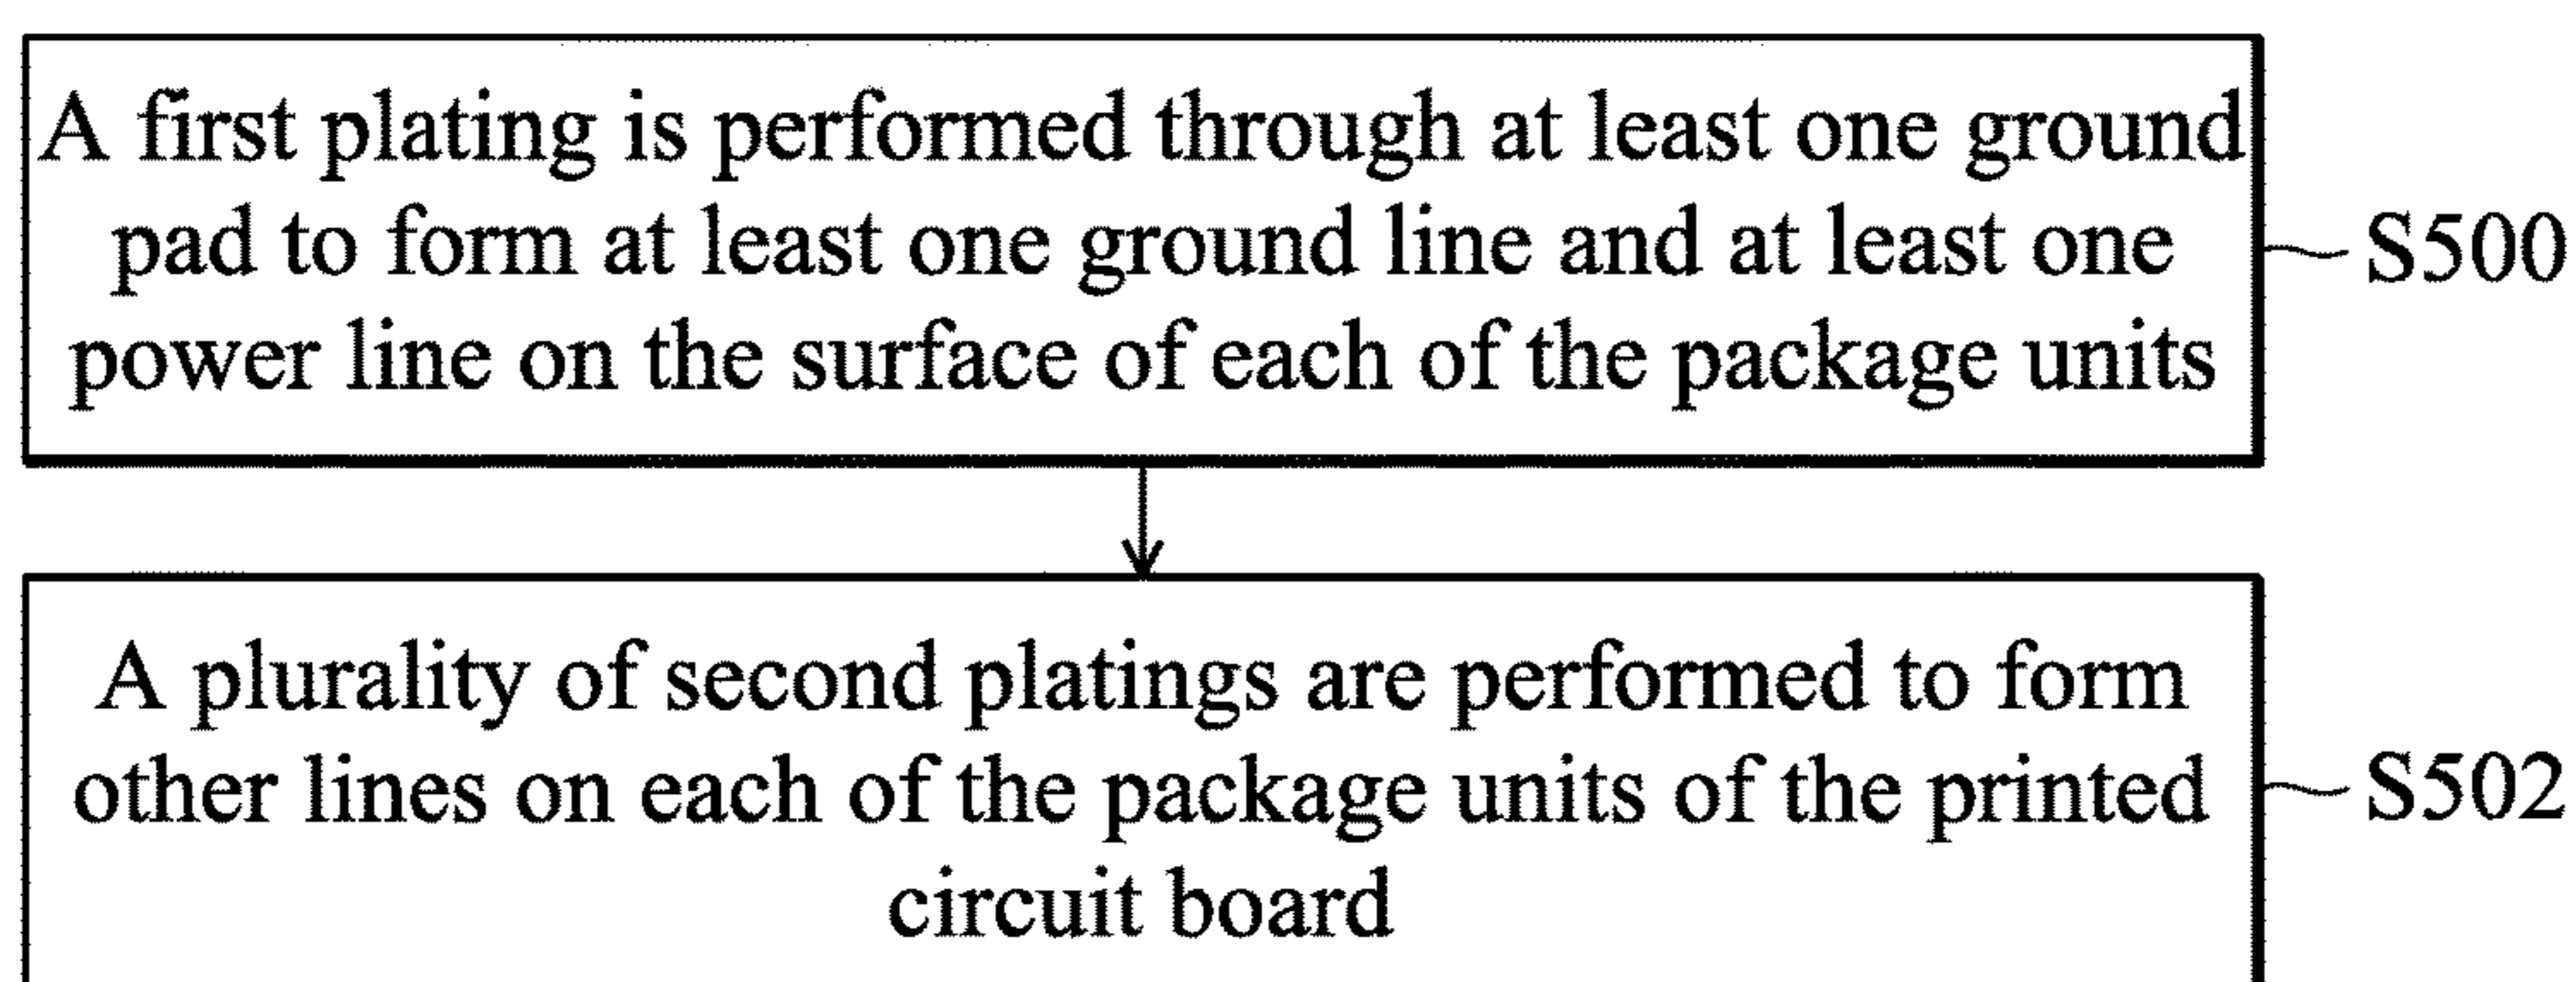 A first plating is performed through at least one ground
pad to form at least one ground line and at least one
power line on the surface of each of the package units
S500
A plurality of second platings are performed to form
other lines on each of the package units of the printed
circuit board
S502